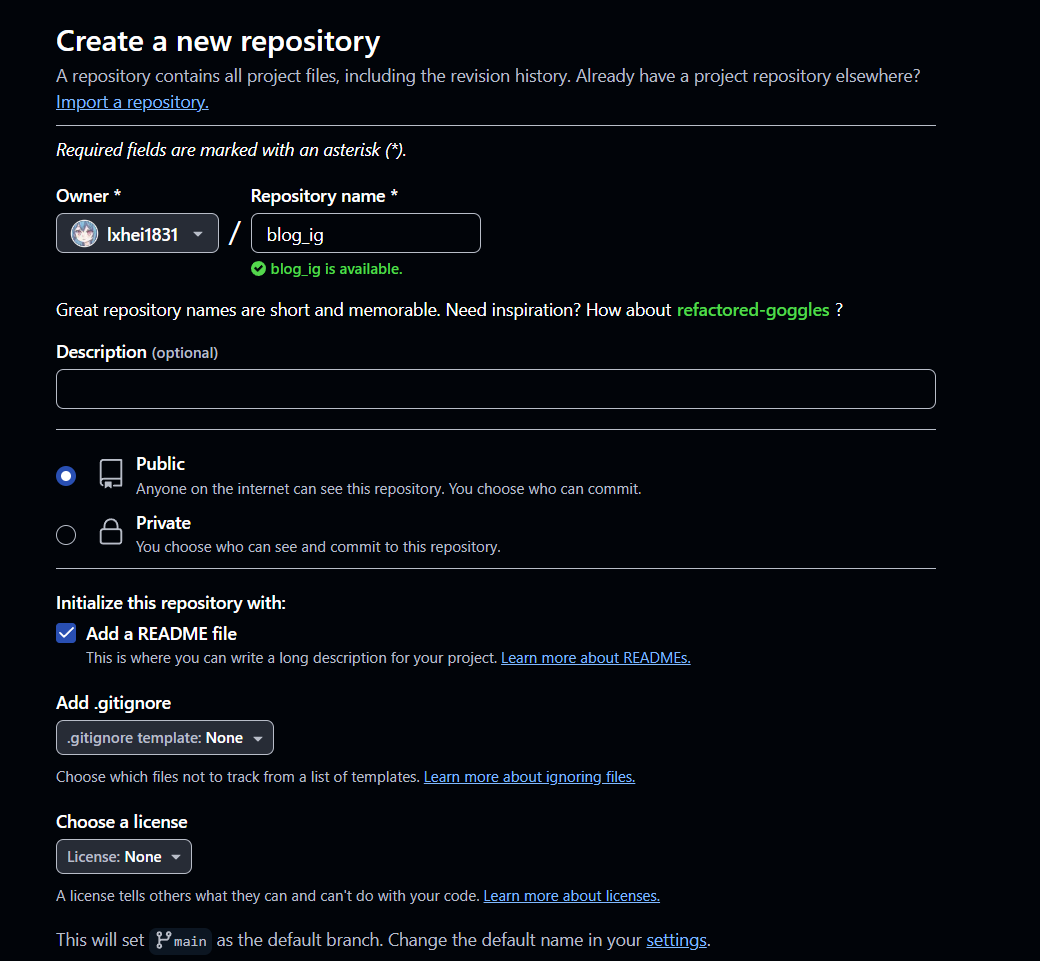 Create a new repository
A repository contains all project files, including the revision history. Already have a project repository elsewhere?
Import a repository.
Required fields are marked with an asterisk (*).
Owner * Repository name *
lxhei1831 / blog_ig
blog_ig is available.
Great repository names are short and memorable. Need inspiration? How about refactored-goggles ?
Description (optional)
Public
Anyone on the internet can see this repository. You choose who can commit.
Private
You choose who can see and commit to this repository.
Initialize this repository with:
Add a README file
This is where you can write a long description for your project. Learn more about READMEs.
Add .gitignore
.gitignore template: None
Choose which files not to track from a list of templates. Learn more about ignoring files.
Choose a license
License: None
A license tells others what they can and can't do with your code. Learn more about licenses.
This will set main as the default branch. Change the default name in your settings.